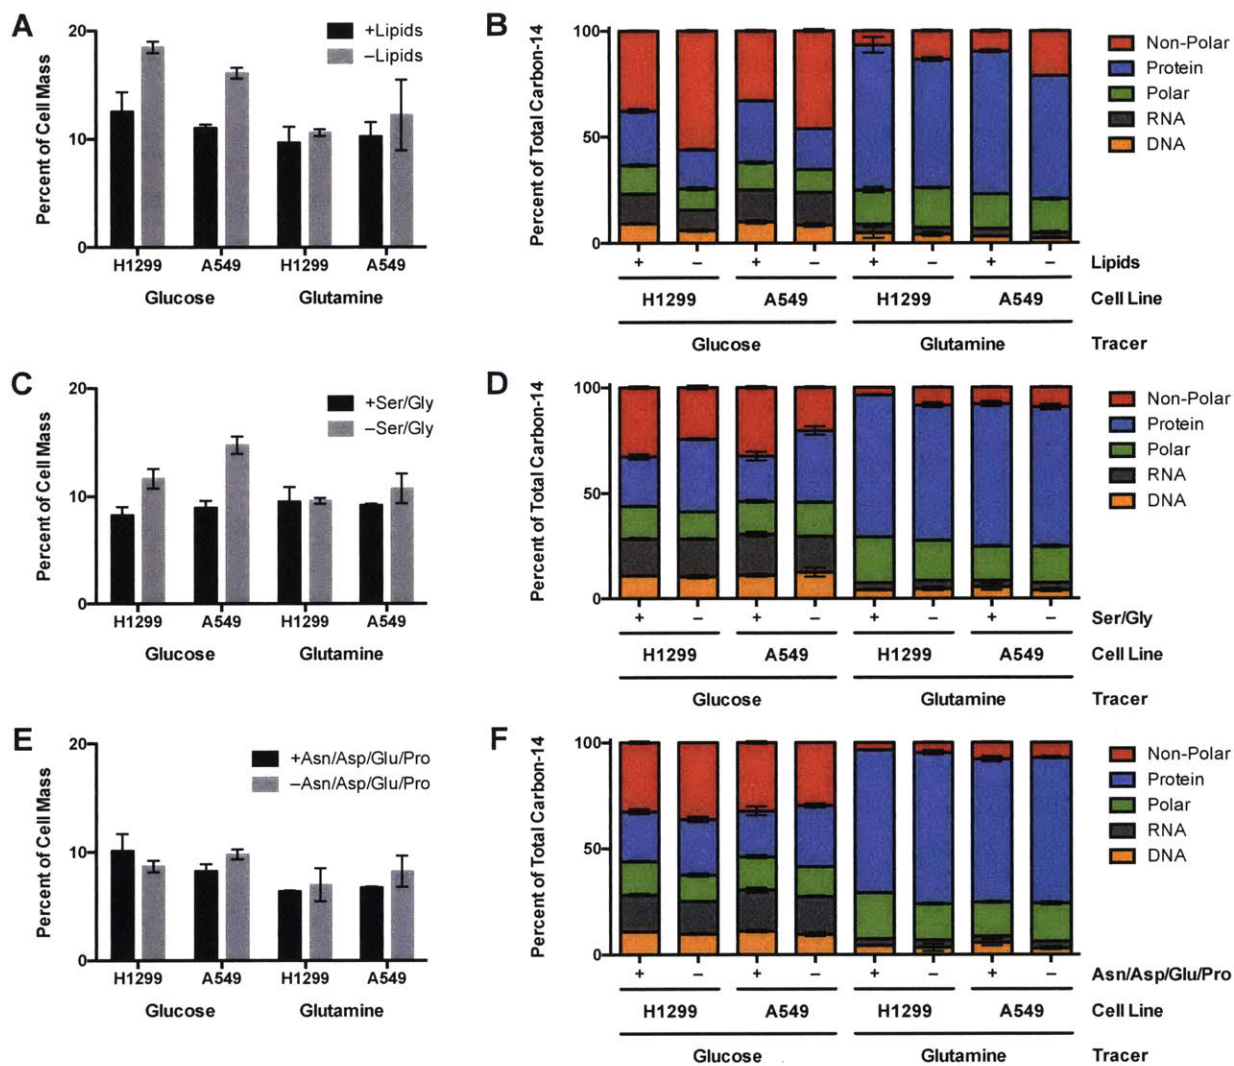 A
20
10
0
Percent of Cell Mass
+Lipids
–Lipids
H1299 A549 H1299 A549
Glucose Glutamine
B
100
50
0
Percent of Total Carbon-14
Non-Polar
Protein
Polar
RNA
DNA
+ – + – + – + – Lipids
H1299 A549 H1299 A549 Cell Line
Glucose Glutamine Tracer
C
20
10
0
Percent of Cell Mass
+Ser/Gly
–Ser/Gly
H1299 A549 H1299 A549
Glucose Glutamine
D
100
50
0
Percent of Total Carbon-14
Non-Polar
Protein
Polar
RNA
DNA
+ – + – + – + – Ser/Gly
H1299 A549 H1299 A549 Cell Line
Glucose Glutamine Tracer
E
20
10
0
Percent of Cell Mass
+Asn/Asp/Glu/Pro
–Asn/Asp/Glu/Pro
H1299 A549 H1299 A549
Glucose Glutamine
F
100
50
0
Percent of Total Carbon-14
Non-Polar
Protein
Polar
RNA
DNA
+ – + – + – + – Asn/Asp/Glu/Pro
H1299 A549 H1299 A549 Cell Line
Glucose Glutamine Tracer